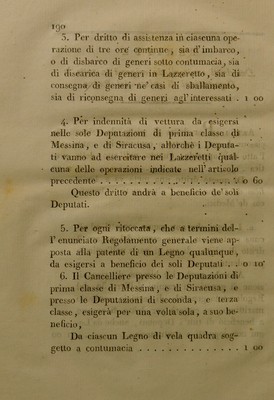 190
3. Per dritto di assistenza in ciascuna ope-
razione di tre ore continue, sia d'imbarco,
o di disbarco di generi sotto contumacia, sia
di discarica di generi in Lazzeretto, sia di
consegna di generi ne' casi di sballamento,
sia di riconsegna di generi agl'interessati . 1 00
4. Per indennità di vettura da esigersi
nelle sole Deputazioni di prima classe di
Messina, e di Siracusa, allorchè i Deputa-
ti vanno ad esercitare nei Lazzeretti qual-
cuna delle operazioni indicate nell'articolo
precedente . . . . . . . . . . . . . . . 0 60
Questo dritto andrà a beneficio de' soli
Deputati.
5. Per ogni ritoccata, che a termini del-
l'enunciato Regolamento generale viene ap-
posta alla patente di un Legno qualunque,
da esigersi a beneficio dei soli Deputati . . 0 10
6. Il Cancelliere presso le Deputazioni di
prima classe di Messina, e di Siracusa, e
presso le Deputazioni di seconda, e terza
classe, esigerà per una volta sola, a suo be-
neficio,
Da ciascun Legno di vela quadra sog-
getto a contumacia . . . . . . . . . . . . 1 00